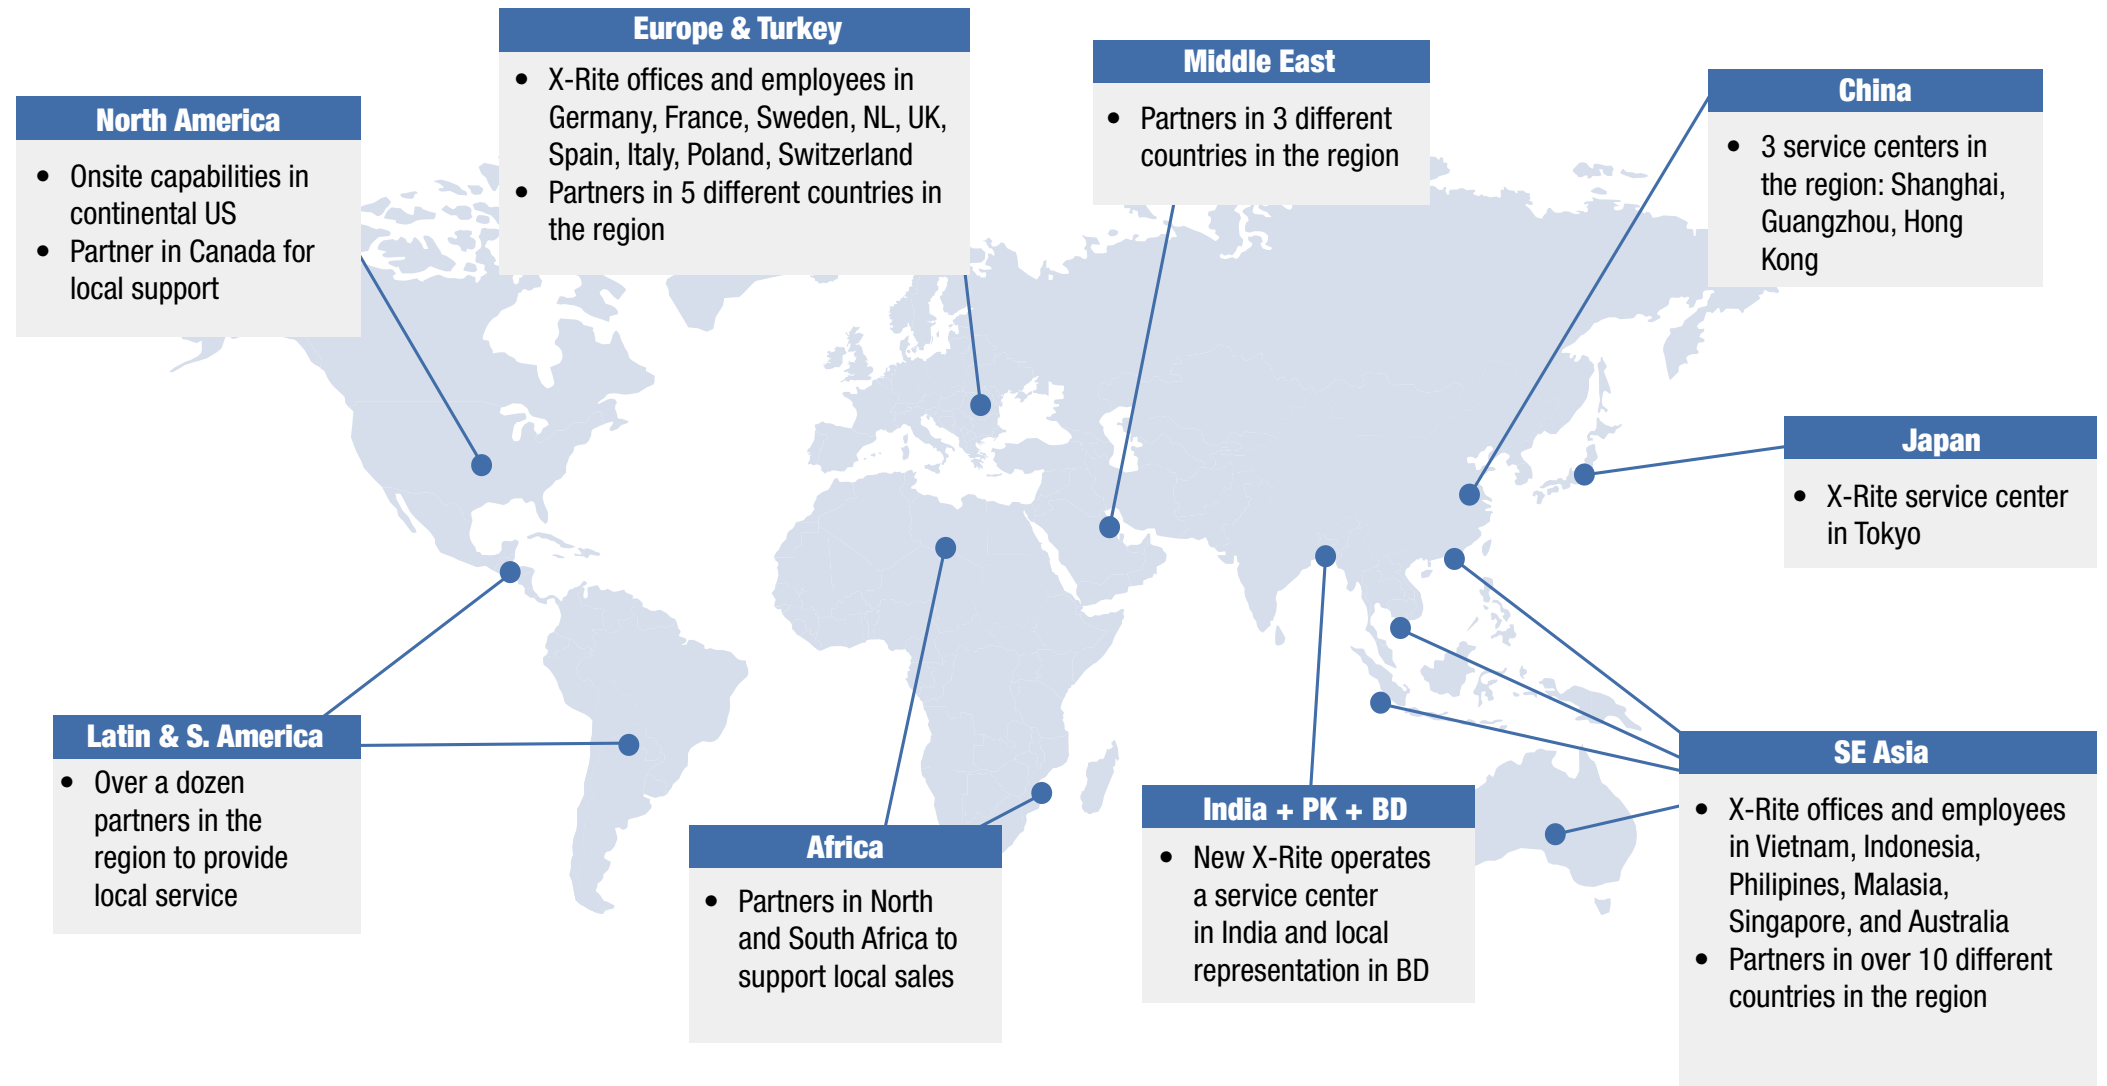 Europe & Turkey
• X-Rite offices and employees in
Germany, France, Sweden, NL, UK,
Spain, Italy, Poland, Switzerland
• Partners in 5 different countries in
the region
Middle East
• Partners in 3 different
countries in the region
China
• 3 service centers in
the region: Shanghai,
Guangzhou, Hong
Kong
North America
• Onsite capabilities in
continental US
• Partner in Canada for
local support
Japan
• X-Rite service center
in Tokyo
Latin & S. America
• Over a dozen
partners in the
region to provide
local service
Africa
• Partners in North
and South Africa to
support local sales
India + PK + BD
• New X-Rite operates
a service center
in India and local
representation in BD
SE Asia
• X-Rite offices and employees
in Vietnam, Indonesia,
Philipines, Malasia,
Singapore, and Australia
• Partners in over 10 different
countries in the region